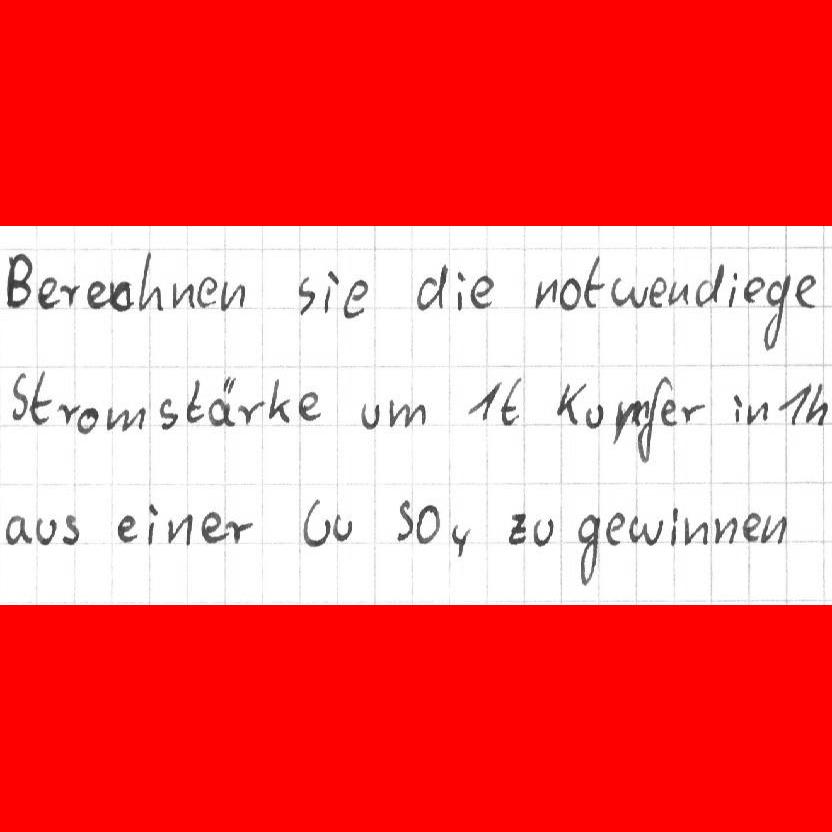 Berechnen sie die notwendiege
Stromstärke um 1t Kupfer in 1h
aus einer Cu SO4 zu gewinnen